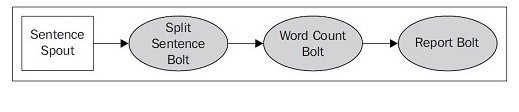 Sentence
Spout
Split
Sentence
Bolt
Word Count
Bolt
Report Bolt